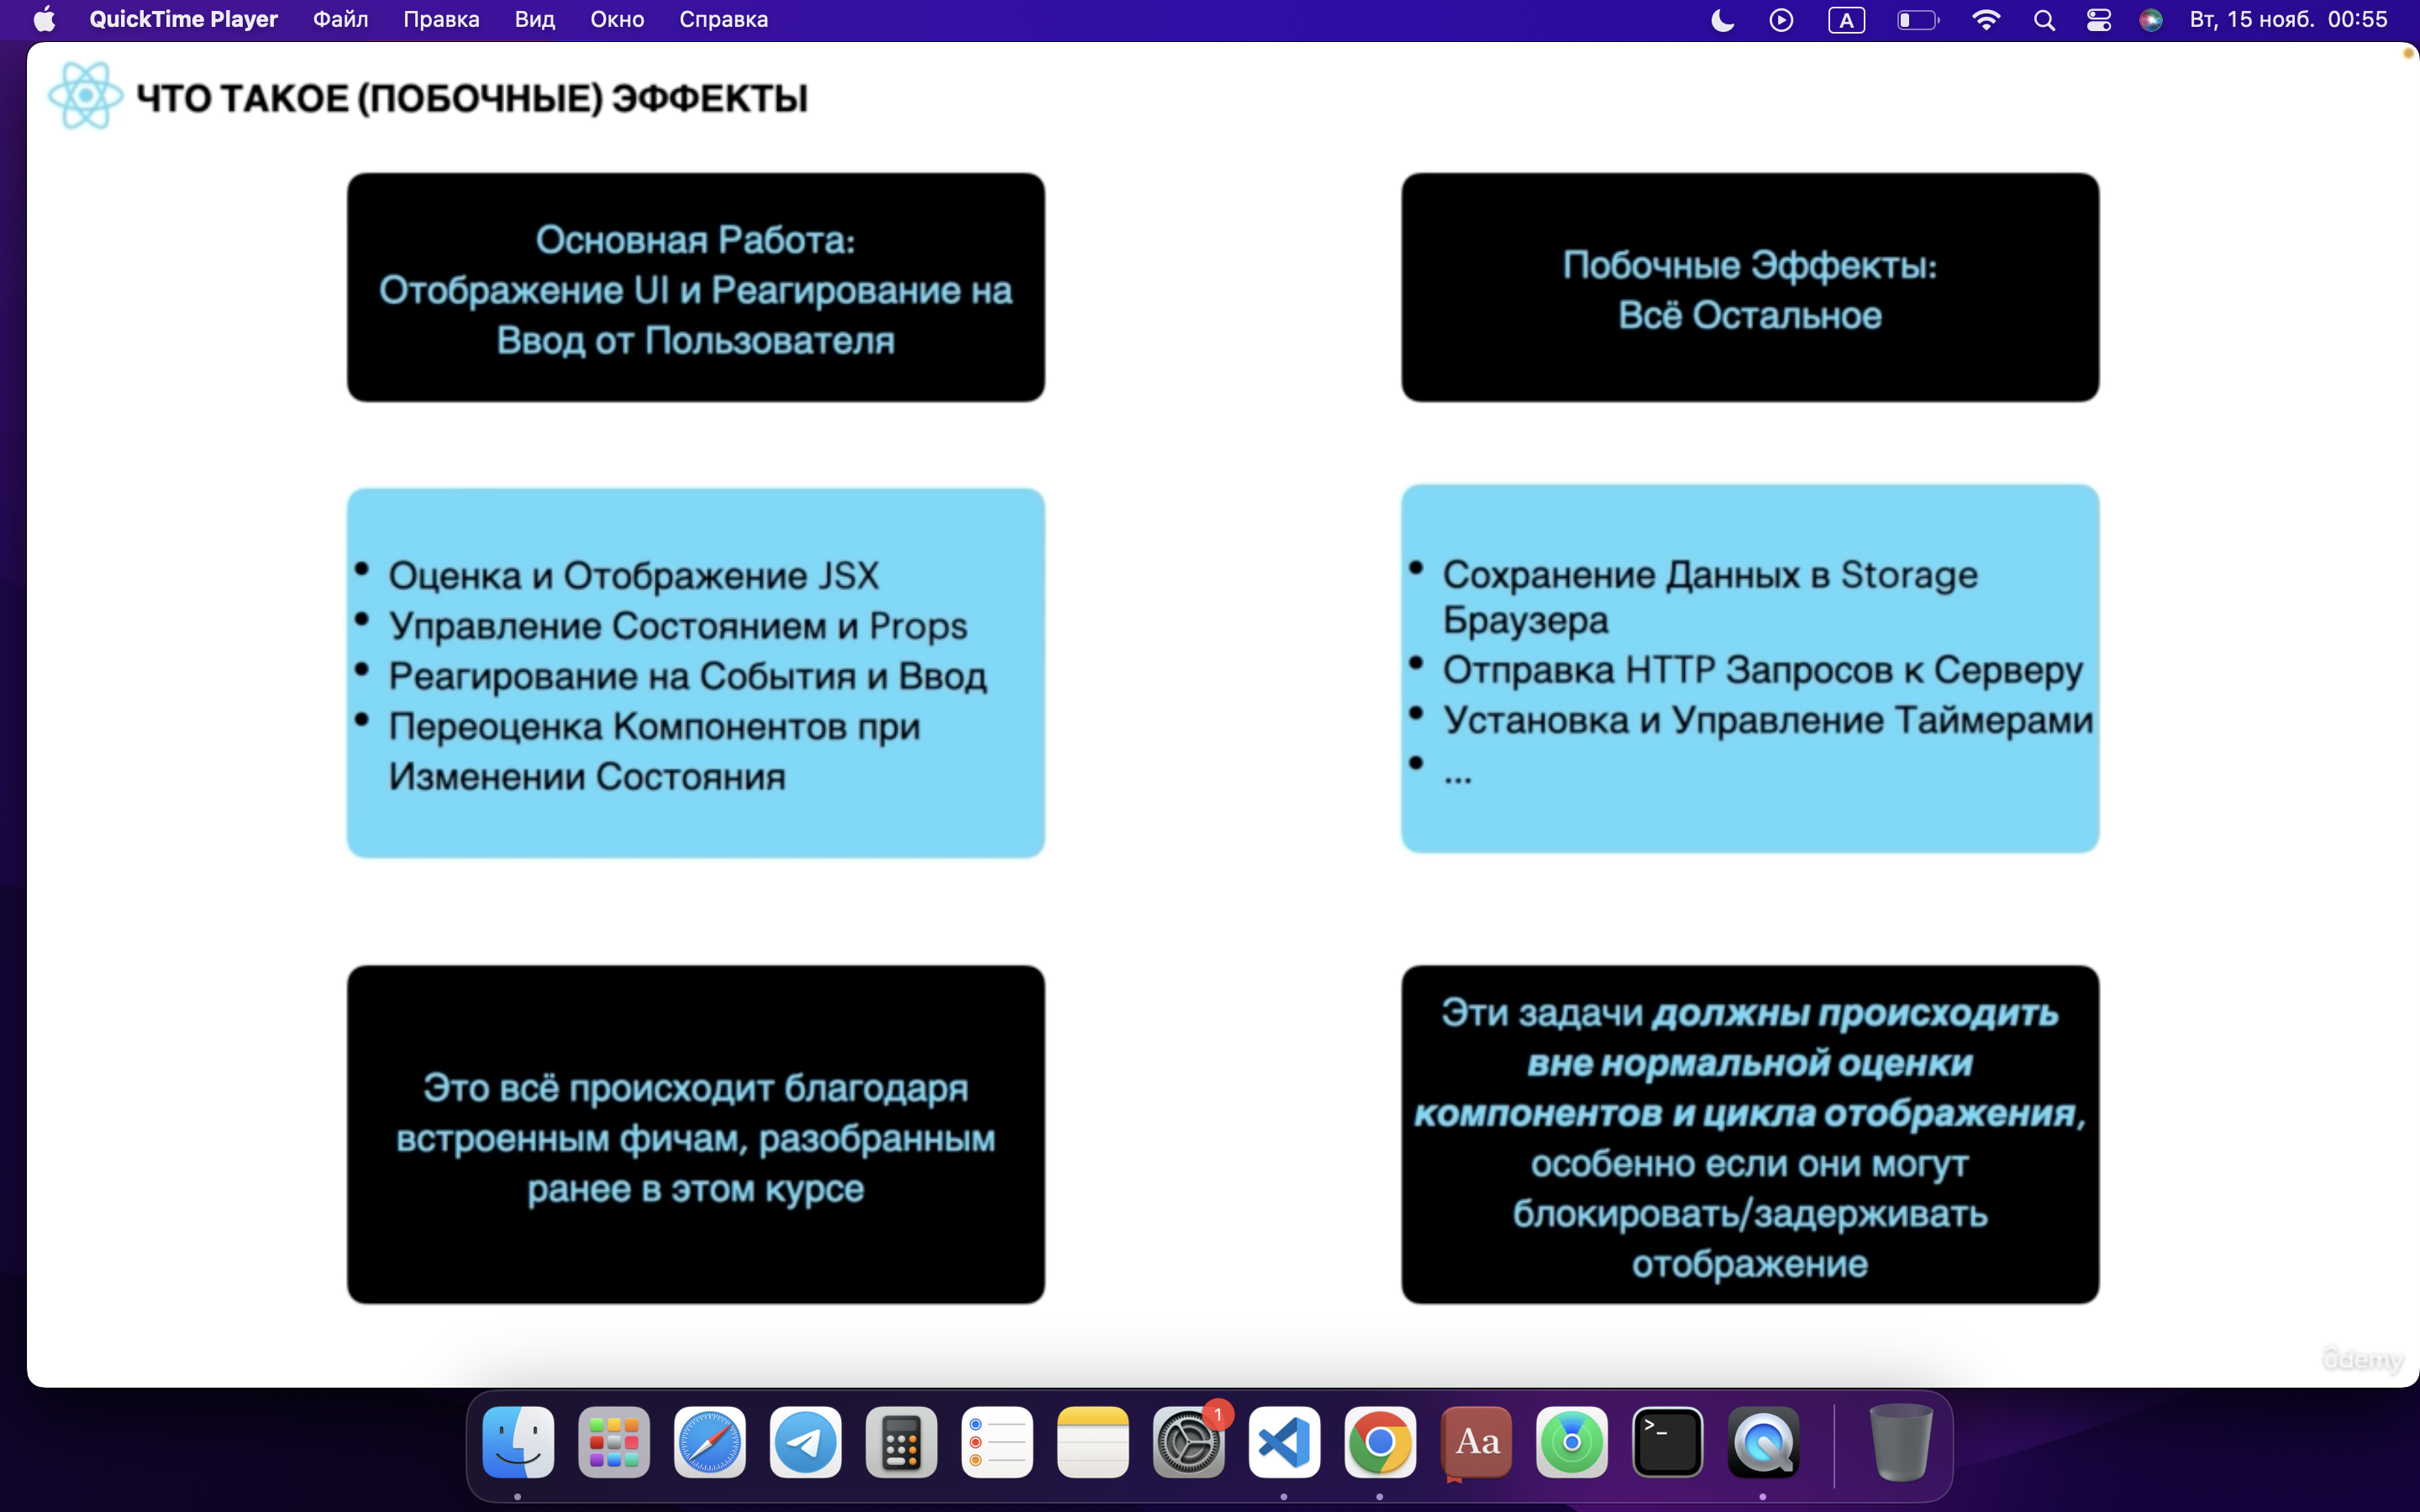 QuickTime Player Файл Правка Вид Окно Справка A Вт, 15 нояб. 00:55
ЧТО ТАКОЕ (ПОБОЧНЫЕ) ЭФФЕКТЫ
Основная Работа:
Отображение UI и Реагирование на
Ввод от Пользователя
Побочные Эффекты:
Всё Остальное
• Оценка и Отображение JSX
• Управление Состоянием и Props
• Реагирование на События и Ввод
• Переоценка Компонентов при
Изменении Состояния
• Сохранение Данных в Storage
Браузера
• Отправка HTTP Запросов к Серверу
• Установка и Управление Таймерами
• ...
Это всё происходит благодаря
встроенным фичам, разобранным
ранее в этом курсе
Эти задачи должны происходить
вне нормальной оценки
компонентов и цикла отображения,
особенно если они могут
блокировать/задерживать
отображение
ûdemy
1
Aa
>_